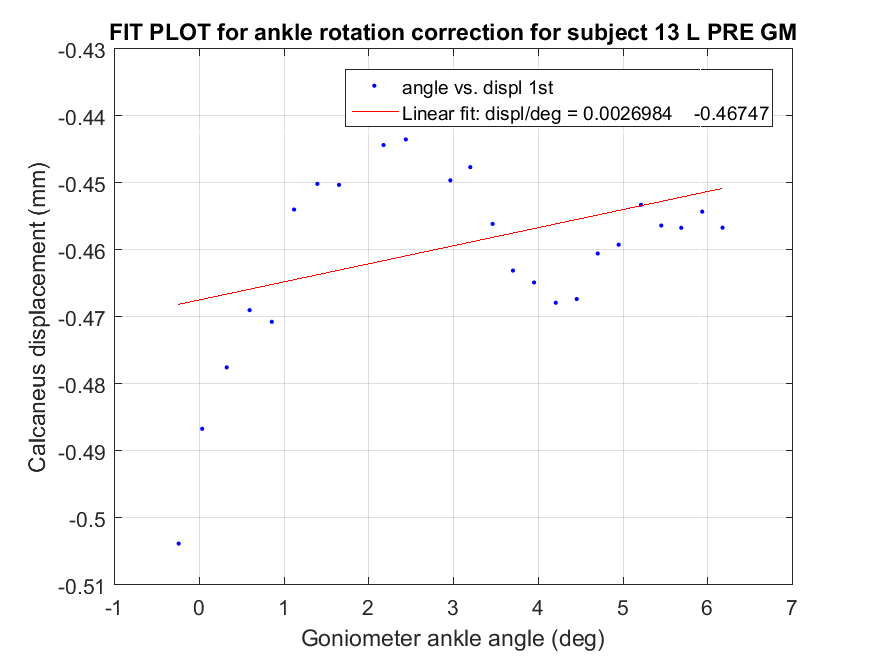 FIT PLOT for ankle rotation correction for subject 13 L PRE GM
-0.43
-0.44
-0.45
-0.46
-0.47
-0.48
-0.49
-0.5
-0.51
Calcaneus displacement (mm)
angle vs. displ 1st
Linear fit: displ/deg = 0.0026984 -0.46747
-1 0 1 2 3 4 5 6 7
Goniometer ankle angle (deg)